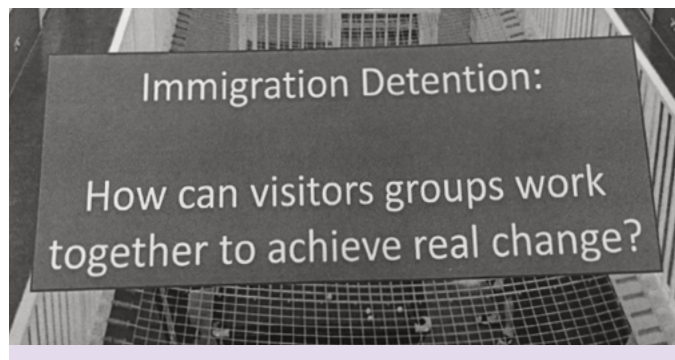 Immigration Detention:
How can visitors groups work
together to achieve real change?